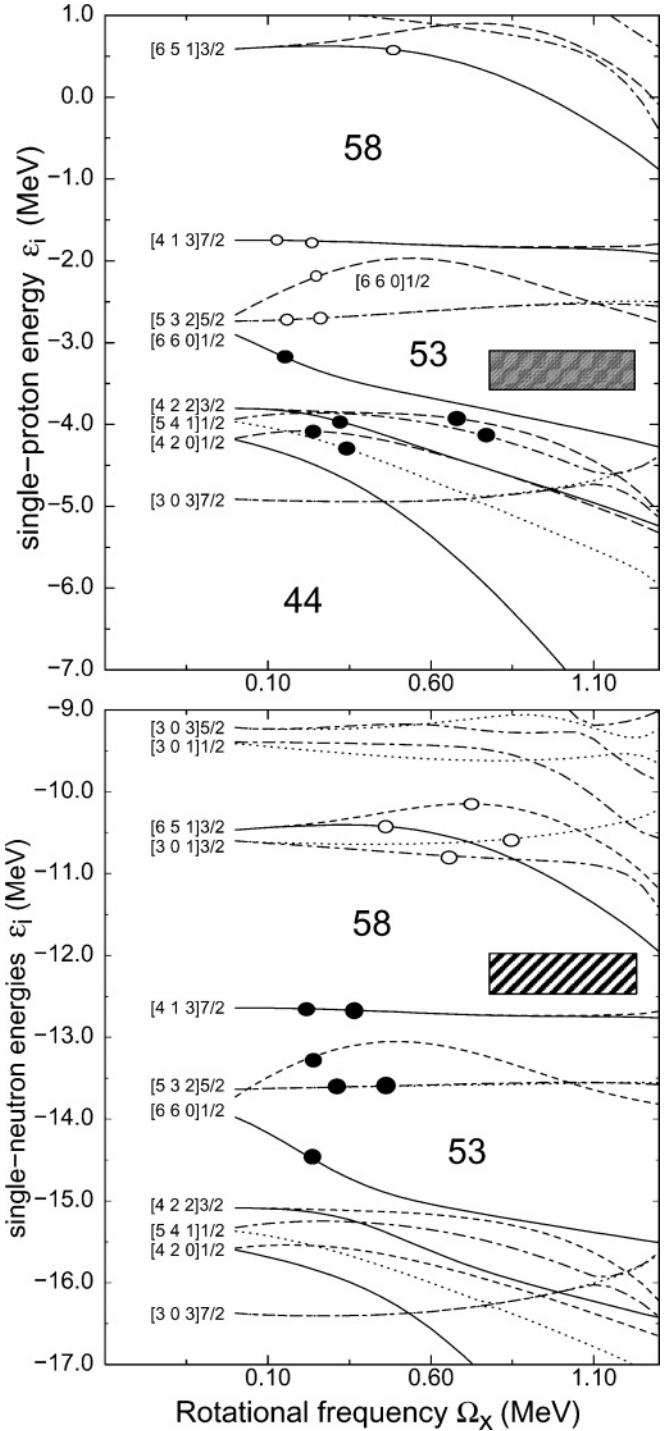 1.0
[6 5 1]3/2
0.0
58
−1.0
[4 1 3]7/2
−2.0
[6 6 0]1/2
[5 3 2]5/2
−3.0
[6 6 0]1/2
53
[4 2 2]3/2
−4.0
[5 4 1]1/2
[4 2 0]1/2
[3 0 3]7/2
−5.0
−6.0
44
−7.0
single−proton energy εi (MeV)
0.10 0.60 1.10
−9.0
[3 0 3]5/2
[3 0 1]1/2
−10.0
[6 5 1]3/2
[3 0 1]3/2
−11.0
58
−12.0
[4 1 3]7/2
−13.0
[5 3 2]5/2
[6 6 0]1/2
−14.0
53
−15.0
[4 2 2]3/2
[5 4 1]1/2
[4 2 0]1/2
−16.0
[3 0 3]7/2
−17.0
single−neutron energies εi (MeV)
0.10 0.60 1.10
Rotational frequency Ωx (MeV)